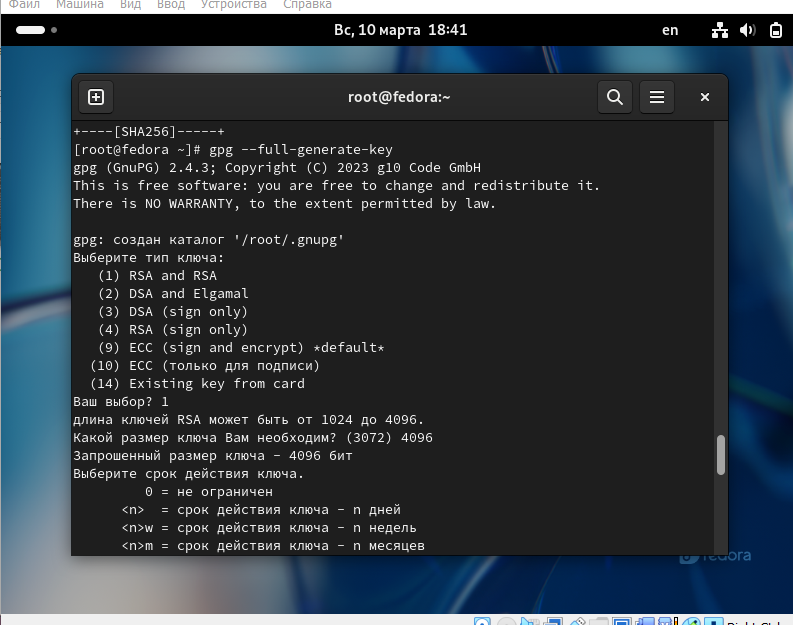 Файл Машина Вид Ввод Устройства Справка
Вс, 10 марта 18:41 en
root@fedora:~
+----[SHA256]-----+
[root@fedora ~]# gpg --full-generate-key
gpg (GnuPG) 2.4.3; Copyright (C) 2023 g10 Code GmbH
This is free software: you are free to change and redistribute it.
There is NO WARRANTY, to the extent permitted by law.
gpg: создан каталог '/root/.gnupg'
Выберите тип ключа:
(1) RSA and RSA
(2) DSA and Elgamal
(3) DSA (sign only)
(4) RSA (sign only)
(9) ECC (sign and encrypt) *default*
(10) ECC (только для подписи)
(14) Existing key from card
Ваш выбор? 1
длина ключей RSA может быть от 1024 до 4096.
Какой размер ключа Вам необходим? (3072) 4096
Запрошенный размер ключа - 4096 бит
Выберите срок действия ключа.
0 = не ограничен
<n> = срок действия ключа - n дней
<n>w = срок действия ключа - n недель
<n>m = срок действия ключа - n месяцев
fedora